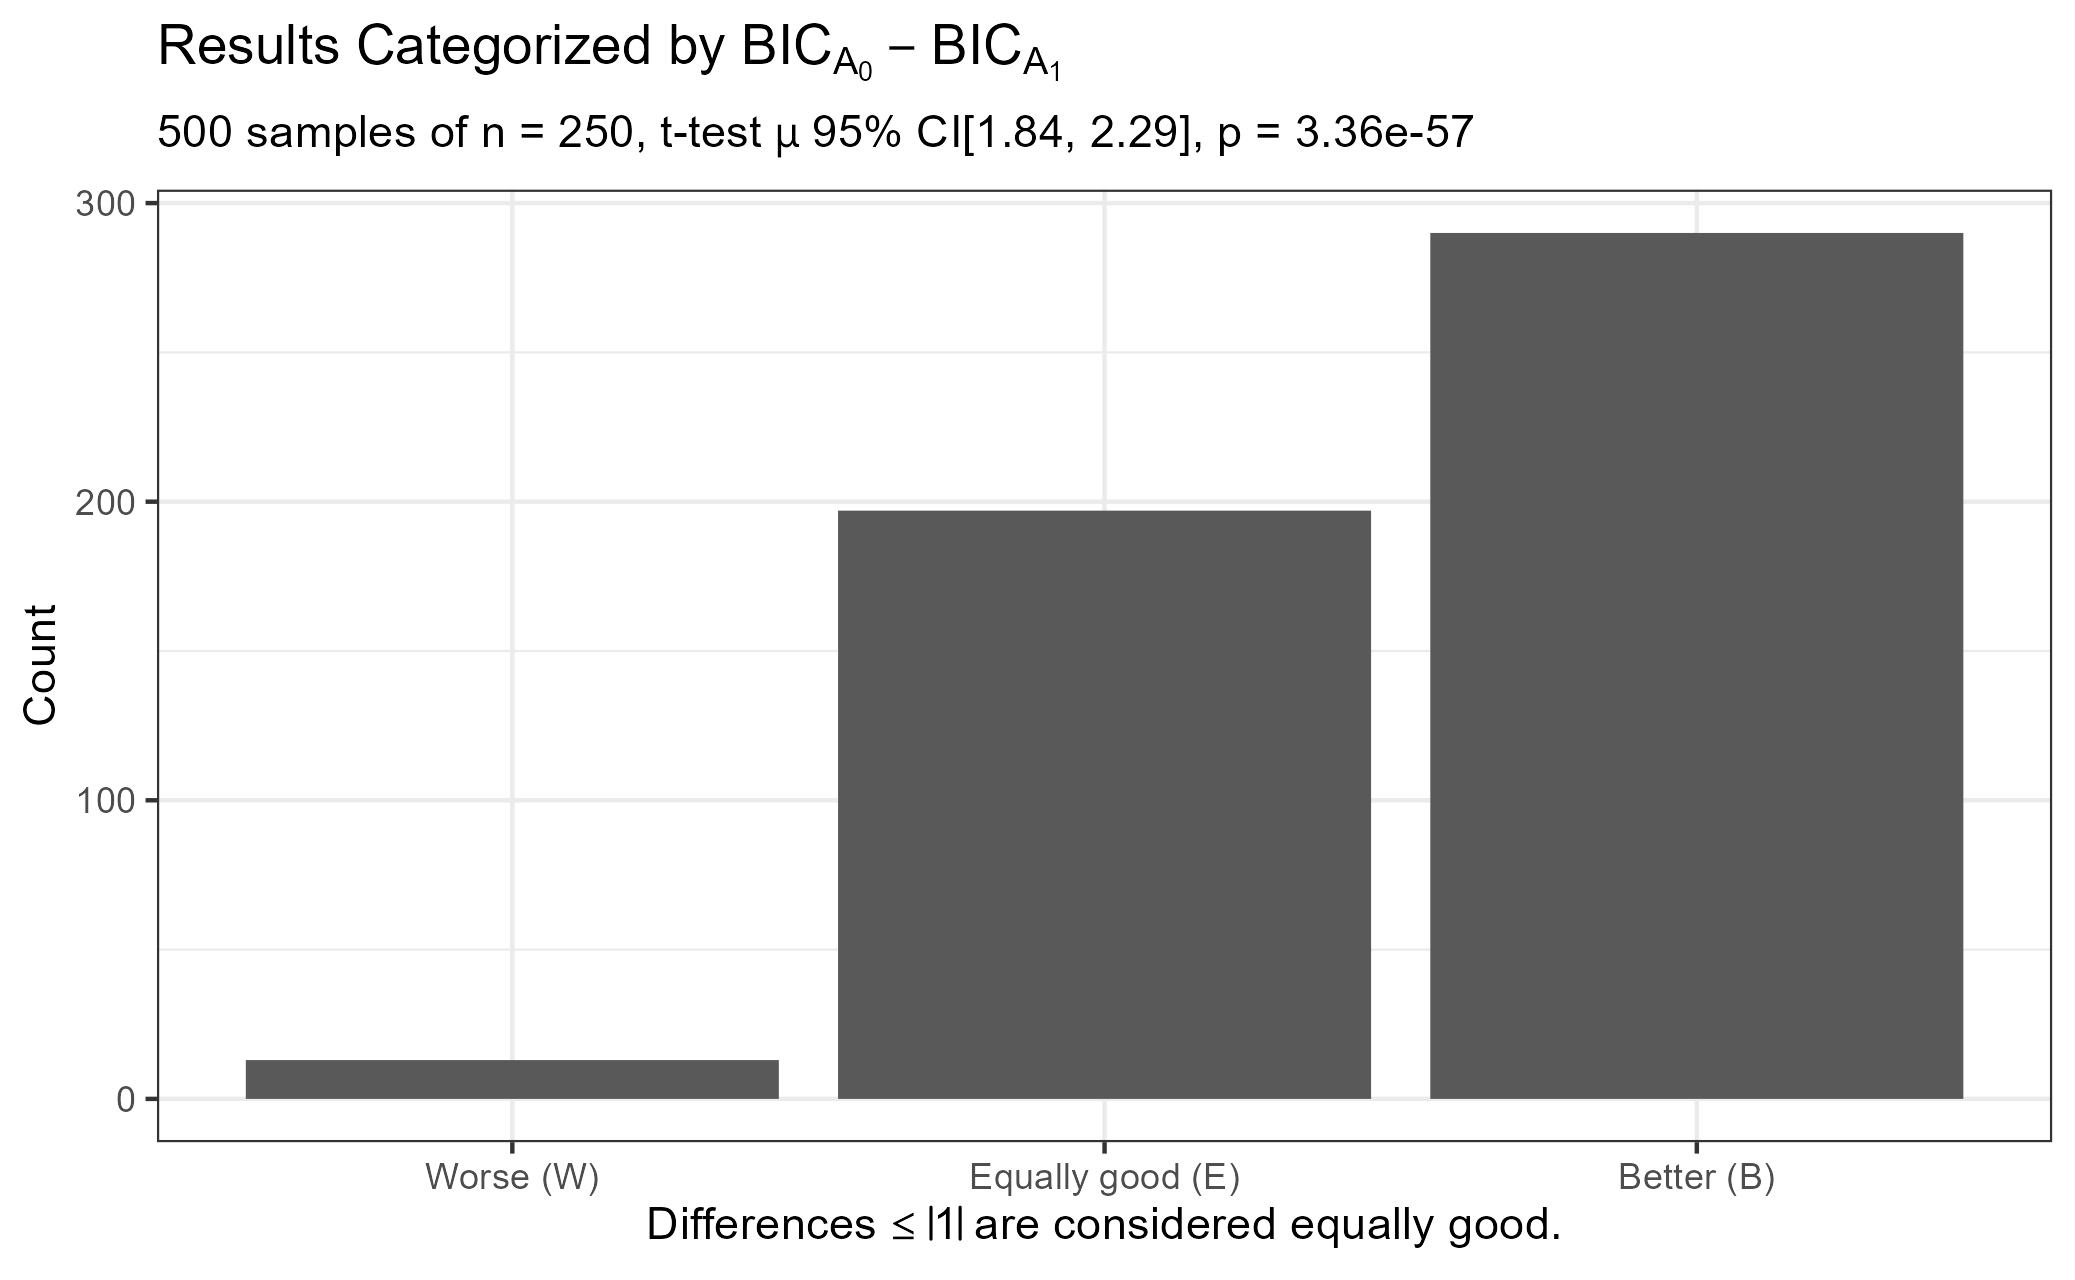 Results Categorized by BIC_A₀ – BIC_A₁
500 samples of n = 250, t-test μ 95% CI[1.84, 2.29], p = 3.36e-57
300
200
100
0
Count
Worse (W)
Equally good (E)
Better (B)
Differences ≤ |1| are considered equally good.